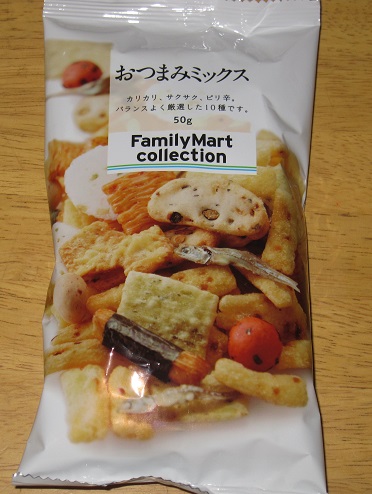 おつまみミックス
カリカリ、サクサク、ピリ辛。
バランスよく厳選した10種です。
50g
FamilyMart
collection